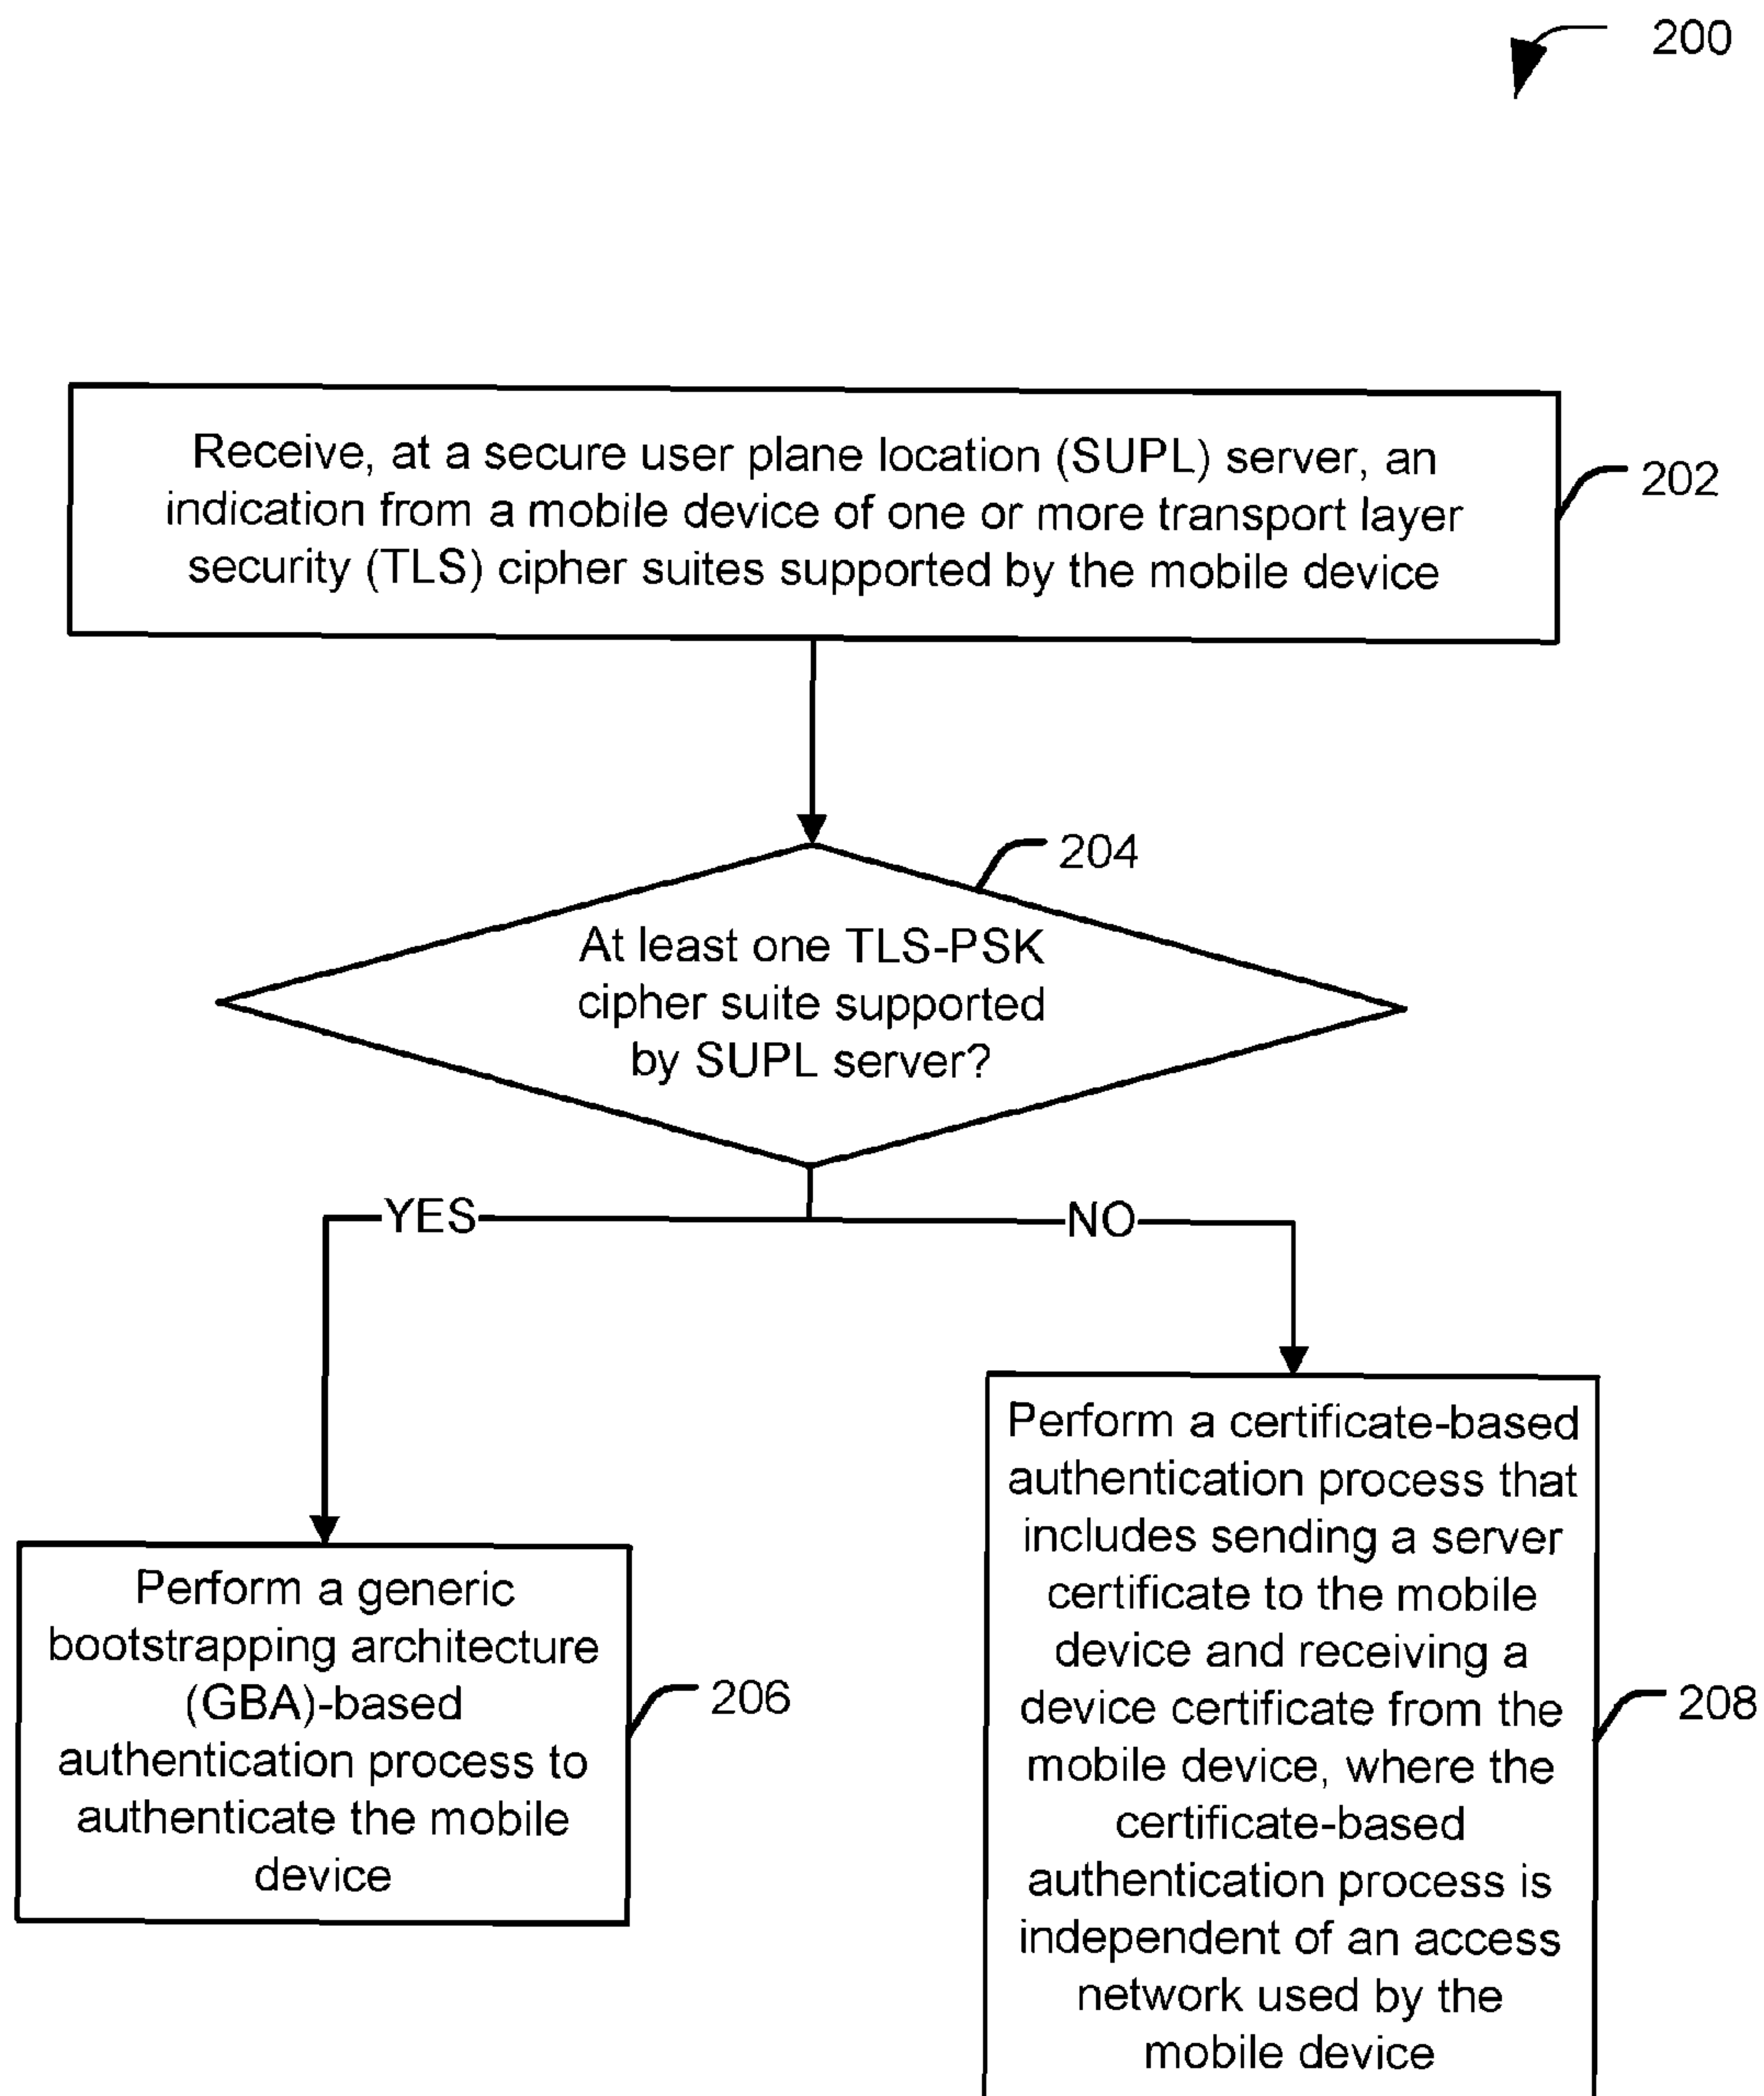 200
Receive, at a secure user plane location (SUPL) server, an
indication from a mobile device of one or more transport layer
security (TLS) cipher suites supported by the mobile device
202
204
At least one TLS-PSK
cipher suite supported
by SUPL server?
YES
NO
Perform a generic
bootstrapping architecture
(GBA)-based
authentication process to
authenticate the mobile
device
206
Perform a certificate-based
authentication process that
includes sending a server
certificate to the mobile
device and receiving a
device certificate from the
mobile device, where the
certificate-based
authentication process is
independent of an access
network used by the
mobile device
208